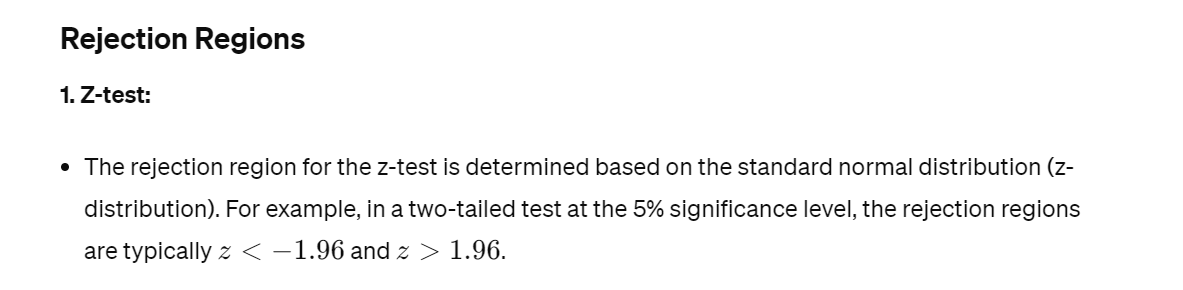 Rejection Regions
1. Z-test:
• The rejection region for the z-test is determined based on the standard normal distribution (z-
distribution). For example, in a two-tailed test at the 5% significance level, the rejection regions
are typically z < −1.96 and z > 1.96.